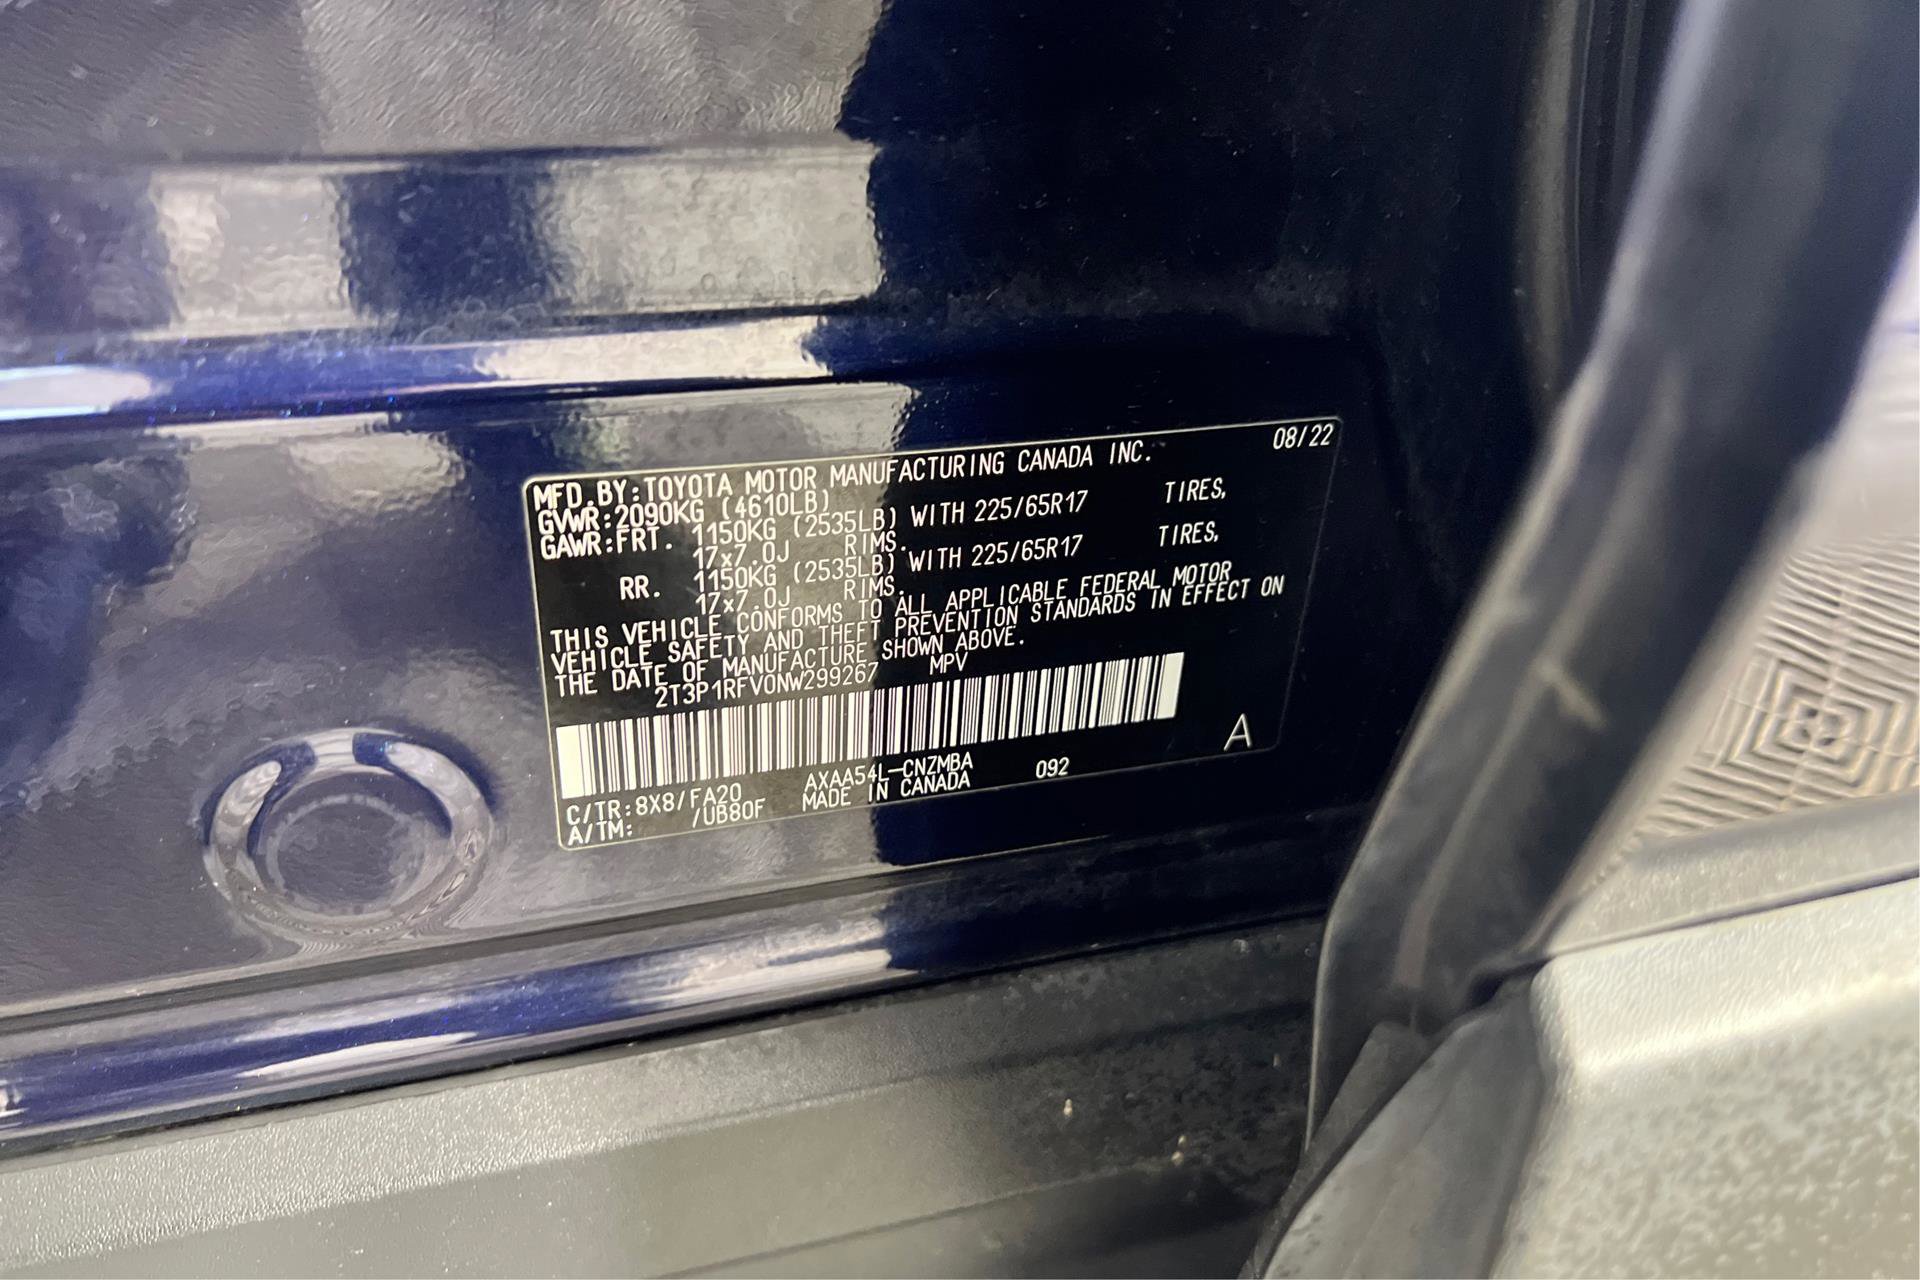 08/22
MFD.BY:TOYOTA MOTOR MANUFACTURING CANADA INC.
GVWR:2090KG (4610LB)
GAWR:FRT. 1150KG (2535LB) WITH 225/65R17 TIRES,
17x7.0J RIMS.
RR. 1150KG (2535LB) WITH 225/65R17 TIRES,
17x7.0J RIMS.
THIS VEHICLE CONFORMS TO ALL APPLICABLE FEDERAL MOTOR
VEHICLE SAFETY AND THEFT PREVENTION STANDARDS IN EFFECT ON
THE DATE OF MANUFACTURE SHOWN ABOVE.
2T3P1RFV0NW299267 MPV
A
C/TR:8X8/FA20 AXAA54L-CNZMBA 092
A/TM: /UB80F MADE IN CANADA